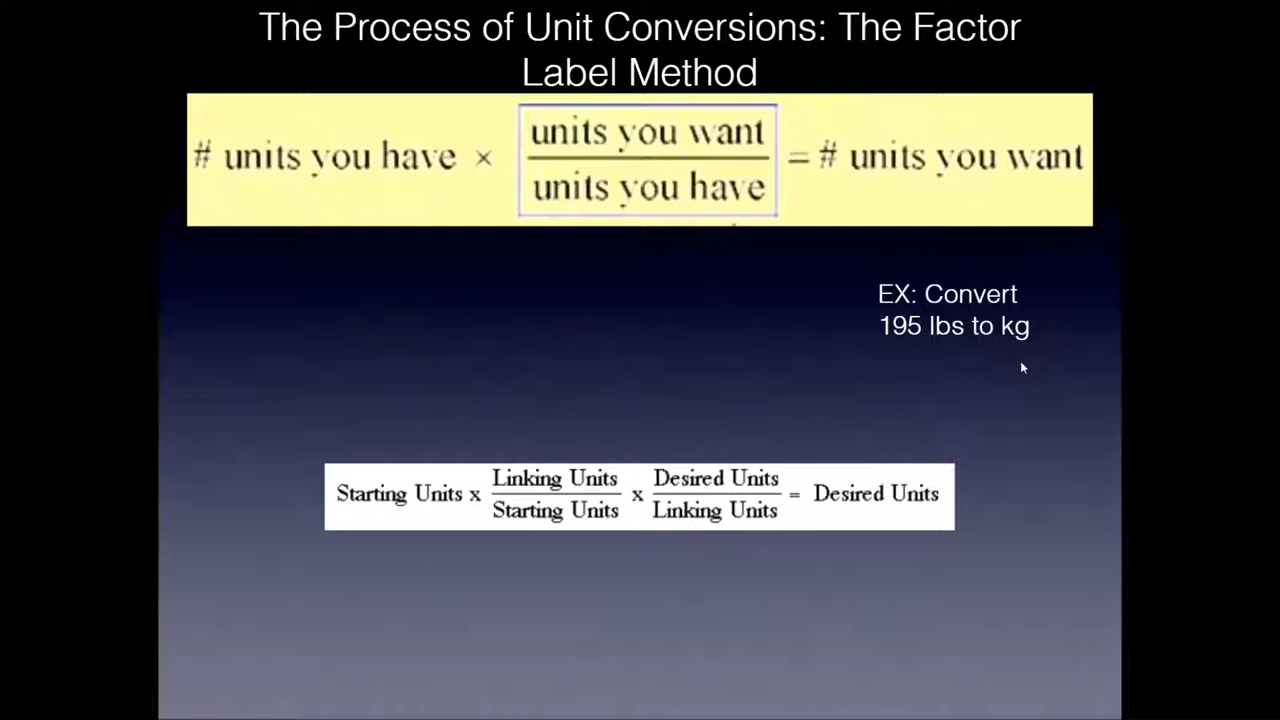 The Process of Unit Conversions: The Factor
Label Method
# units you have × units you want / units you have = # units you want
EX: Convert
195 lbs to kg
Starting Units x Linking Units / Starting Units x Desired Units / Linking Units = Desired Units